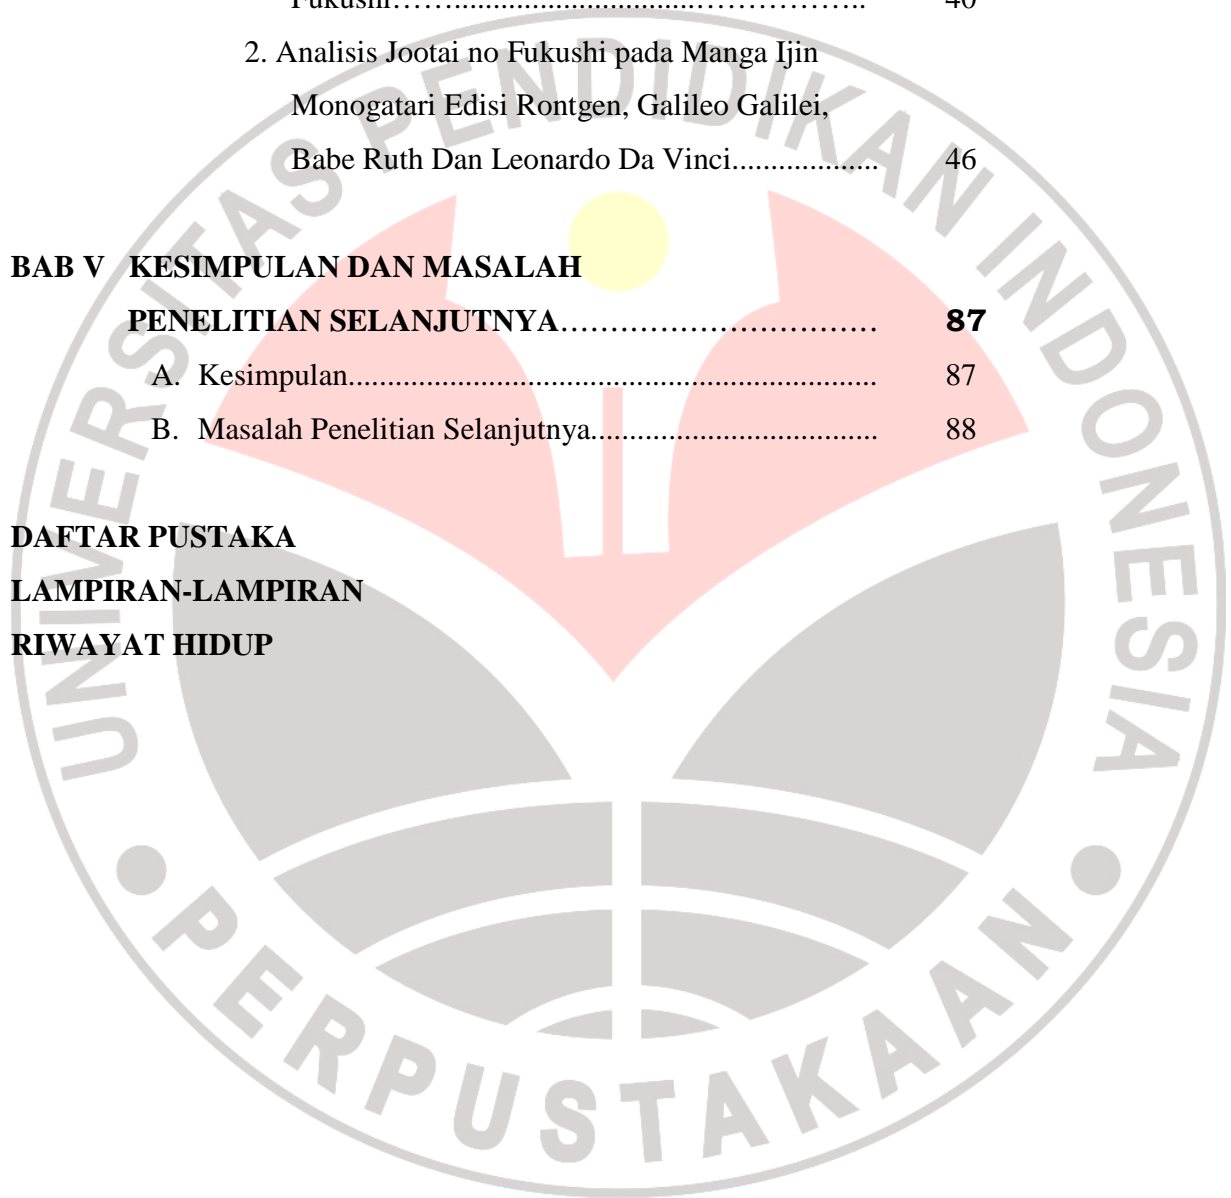 Fukushi……...............................…………….. 40
2. Analisis Jootai no Fukushi pada Manga Ijin
Monogatari Edisi Rontgen, Galileo Galilei,
Babe Ruth Dan Leonardo Da Vinci................... 46
BAB V KESIMPULAN DAN MASALAH
PENELITIAN SELANJUTNYA…………………………… 87
A. Kesimpulan.................................................................... 87
B. Masalah Penelitian Selanjutnya..................................... 88
DAFTAR PUSTAKA
LAMPIRAN-LAMPIRAN
RIWAYAT HIDUP
UNIVERSITAS PENDIDIKAN INDONESIA
PERPUSTAKAAN